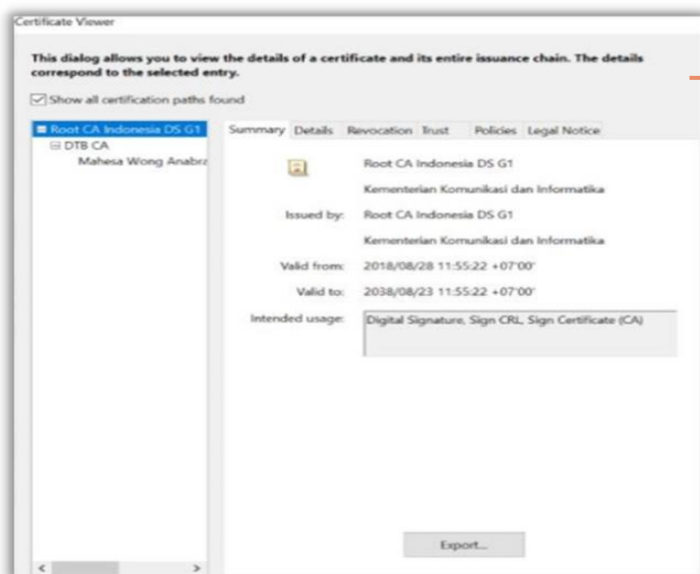 Certificate Viewer
This dialog allows you to view the details of a certificate and its entire issuance chain. The details
correspond to the selected entry.
Show all certification paths found
Root CA Indonesia DS G1
DTB CA
Mahesa Wong Anabra
Summary Details Revocation Trust Policies Legal Notice
Root CA Indonesia DS G1
Kementerian Komunikasi dan Informatika
Issued by: Root CA Indonesia DS G1
Kementerian Komunikasi dan Informatika
Valid from: 2018/08/28 11:55:22 +07'00'
Valid to: 2038/08/23 11:55:22 +07'00'
Intended usage: Digital Signature, Sign CRL, Sign Certificate (CA)
Export...